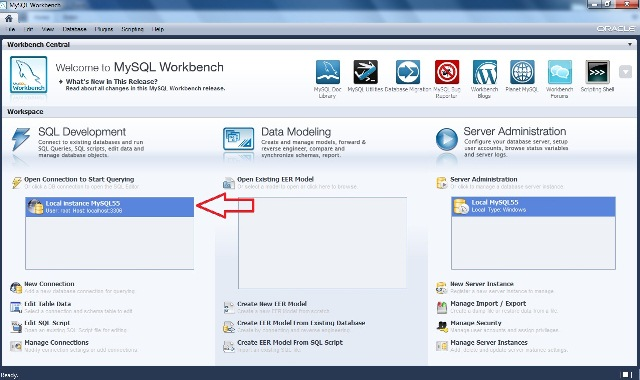 MySQL Workbench
File Edit View Database Plugins Scripting Help
ORACLE
Workbench Central
Welcome to MySQL Workbench
What's New in This Release?
Read about all changes in this MySQL Workbench release.
Workbench
MySQL Doc Library
MySQL Utilities
Database Migration
MySQL Bug Reporter
Workbench Blogs
Planet MySQL
Workbench Forums
Scripting Shell
Workspace
SQL Development
Connect to existing databases and run
SQL Queries, SQL scripts, edit data and
manage database objects.
Open Connection to Start Querying
Or click a DB connection to open the SQL Editor.
Local instance MySQL55
User: root Host: localhost:3306
New Connection
Add a new database connection for querying.
Edit Table Data
Select a connection and schema table to edit
Edit SQL Script
Open an existing SQL Script file for editing
Manage Connections
Modify connection settings or add connections.
Data Modeling
Create and manage models, forward &
reverse engineer, compare and
synchronize schemas, report.
Open Existing EER Model
Or select a model to open or click here to browse.
Create New EER Model
Create a new EER Model from scratch.
Create EER Model From Existing Database
Create by connecting and reverse engineering.
Create EER Model From SQL Script
Import an existing SQL file.
Server Administration
Configure your database server, setup
user accounts, browse status variables
and server logs.
Server Administration
Or click to manage a database server instance.
Local MySQL55
Local Type: Windows
New Server Instance
Register a new server instance to manage.
Manage Import / Export
Create a dump file or restore data from a file.
Manage Security
Manage user accounts and assign privileges.
Manage Server Instances
Add, delete and update server instance settings.
Ready.